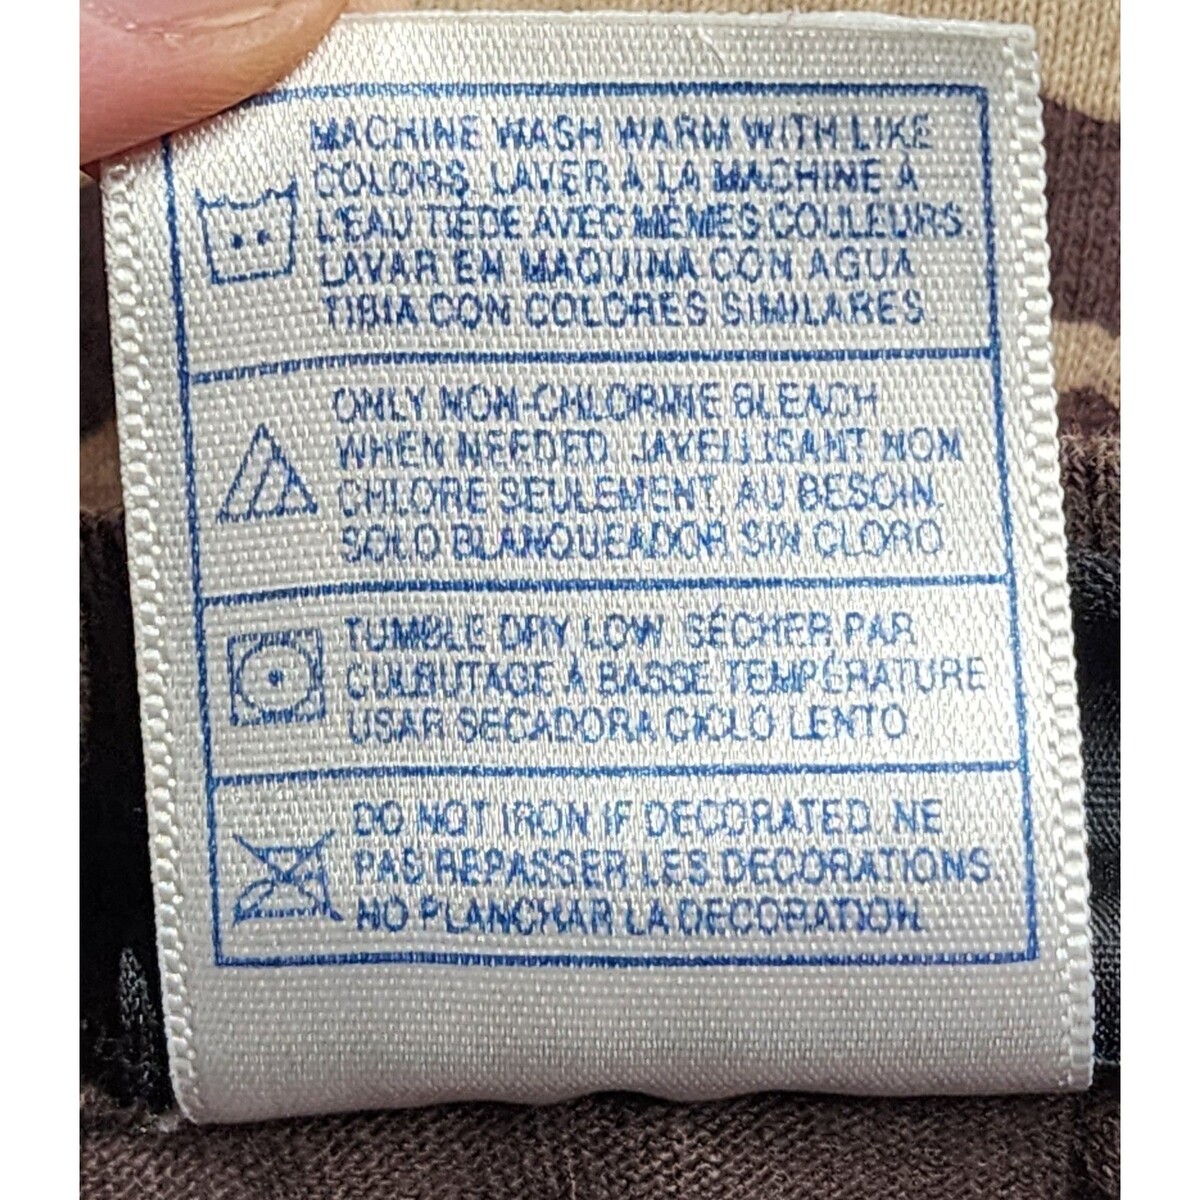 MACHINE WASH WARM WITH LIKE
COLORS. LAVER À LA MACHINE À
L'EAU TIÈDE AVEC MÊMES COULEURS.
LAVAR EN MAQUINA CON AGUA
TIBIA CON COLORES SIMILARES.
ONLY NON-CHLORINE BLEACH
WHEN NEEDED. JAVELLISANT NON
CHLORE SEULEMENT, AU BESOIN.
SOLO BLANQUEADOR SIN CLORO.
TUMBLE DRY LOW. SÉCHER PAR
CULBUTAGE À BASSE TEMPÉRATURE
USAR SECADORA CICLO LENTO.
DO NOT IRON IF DECORATED. NE
PAS REPASSER LES DECORATIONS.
NO PLANCHAR LA DECORATION.